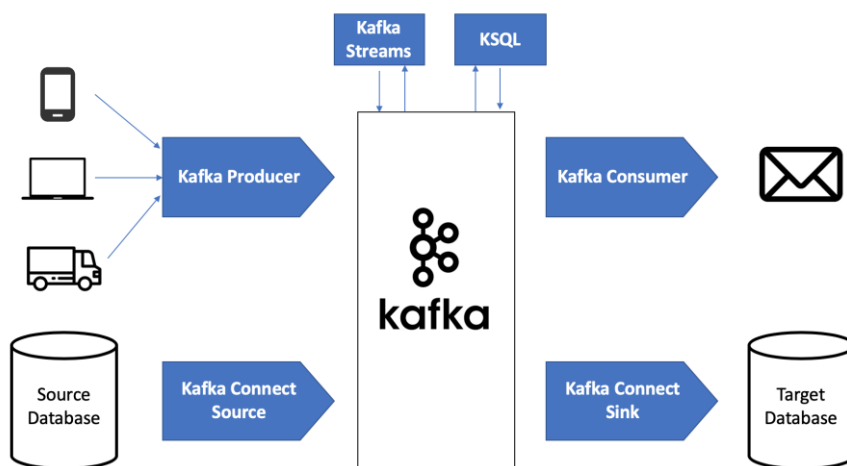 Kafka
Streams
KSQL
Kafka Producer
Kafka Consumer
kafka
Source
Database
Kafka Connect
Source
Kafka Connect
Sink
Target
Database